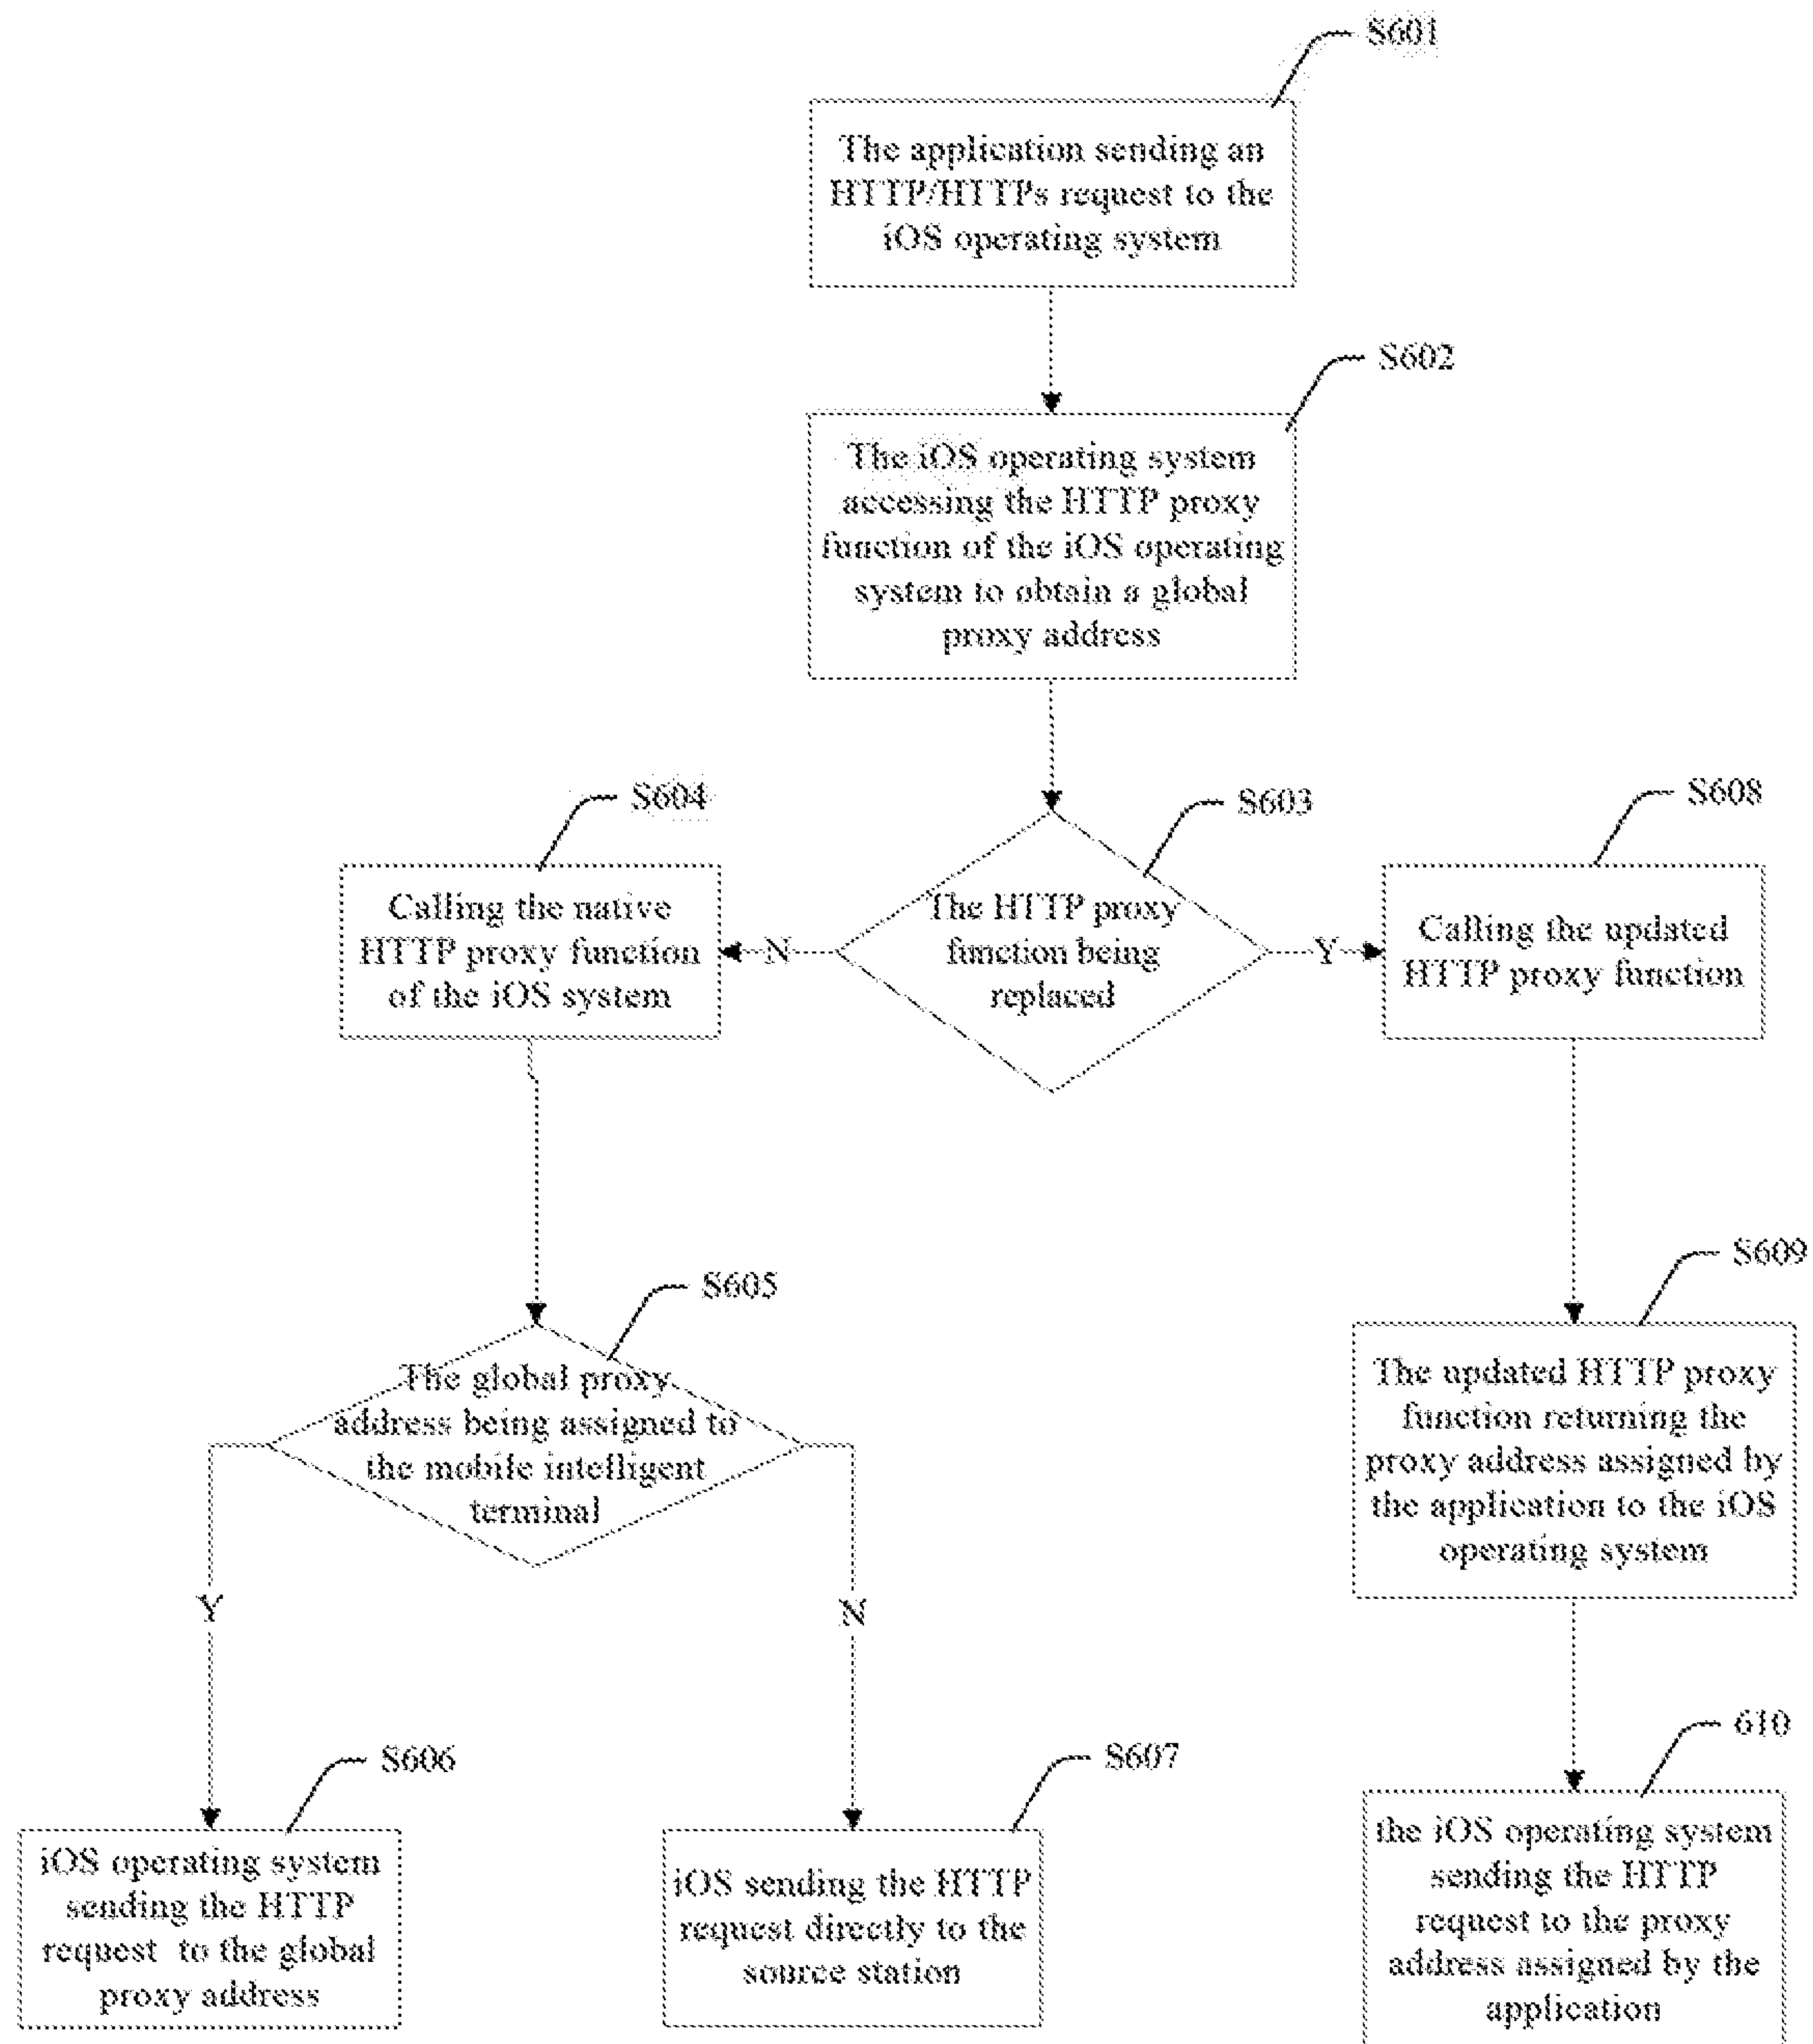 S601
The application sending an
HTTP/HTTPs request to the
iOS operating system
S602
The iOS operating system
accessing the HTTP proxy
function of the iOS operating
system to obtain a global
proxy address
S604
Calling the native
HTTP proxy function
of the iOS system
S603
The HTTP proxy
function being
replaced
N
Y
S608
Calling the updated
HTTP proxy function
S605
The global proxy
address being assigned to
the mobile intelligent
terminal
Y
N
S609
The updated HTTP proxy
function returning the
proxy address assigned by
the application to the iOS
operating system
S606
iOS operating system
sending the HTTP
request to the global
proxy address
S607
iOS sending the HTTP
request directly to the
source station
610
the iOS operating system
sending the HTTP
request to the proxy
address assigned by the
application